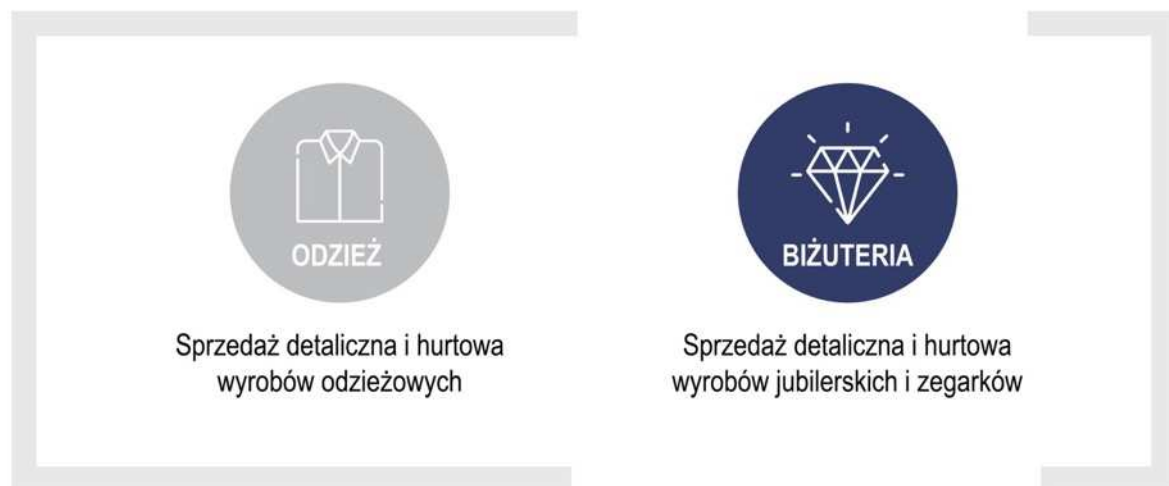 ODZIEŻ
Sprzedaż detaliczna i hurtowa
wyrobów odzieżowych
BIŻUTERIA
Sprzedaż detaliczna i hurtowa
wyrobów jubilerskich i zegarków